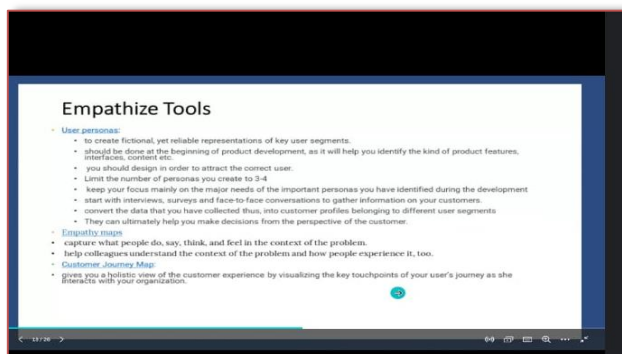 Empathize Tools
• User personas:
• to create fictional, yet reliable representations of key user segments.
• should be done at the beginning of product development, as it will help you identify the kind of product features,
interfaces, content etc.
• you should design in order to attract the correct user.
• Limit the number of personas you create to 3-4
• keep your focus mainly on the major needs of the important personas you have identified during the development
• start with interviews, surveys and face-to-face conversations to gather information on your customers.
• convert the data that you have collected thus, into customer profiles belonging to different user segments
• They can ultimately help you make decisions from the perspective of the customer.
• Empathy maps
• capture what people do, say, think, and feel in the context of the problem.
• help colleagues understand the context of the problem and how people experience it, too.
• Customer Journey Map:
• gives you a holistic view of the customer experience by visualizing the key touchpoints of your user's journey as she
interacts with your organization.
13 / 20